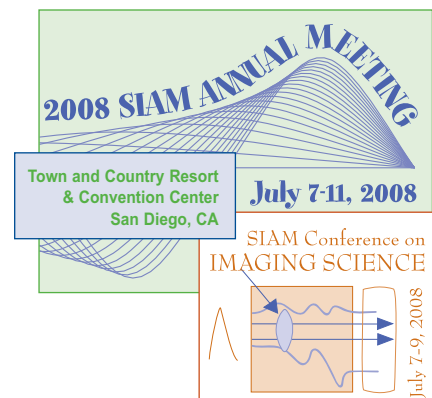 2008 SIAM ANNUAL MEETING
Town and Country Resort
& Convention Center
San Diego, CA
July 7-11, 2008
SIAM Conference on
IMAGING SCIENCE
July 7-9, 2008